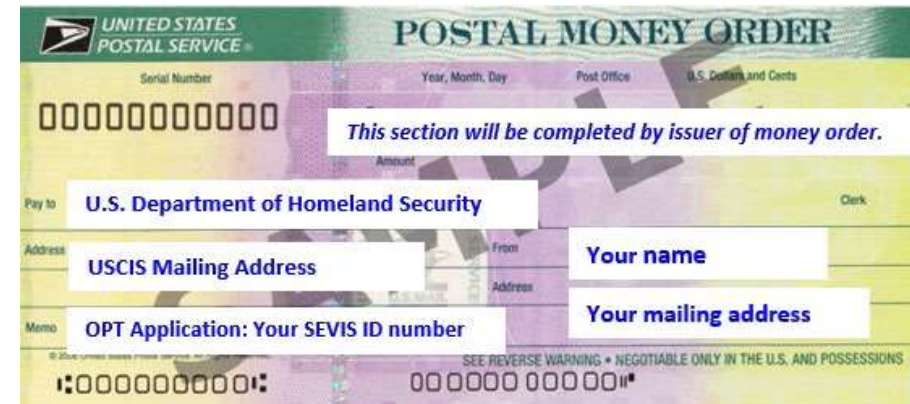 UNITED STATES
POSTAL SERVICE®
POSTAL MONEY ORDER
Serial Number
Year, Month, Day
Post Office
U.S. Dollars and Cents
00000000000
This section will be completed by issuer of money order.
Amount
Pay to
U.S. Department of Homeland Security
Clerk
Address
USCIS Mailing Address
From
Your name
Address
Your mailing address
Memo
OPT Application: Your SEVIS ID number
SAMPLE
SEE REVERSE WARNING • NEGOTIABLE ONLY IN THE U.S. AND POSSESSIONS
⑆000000000⑆
000000 00000⑈